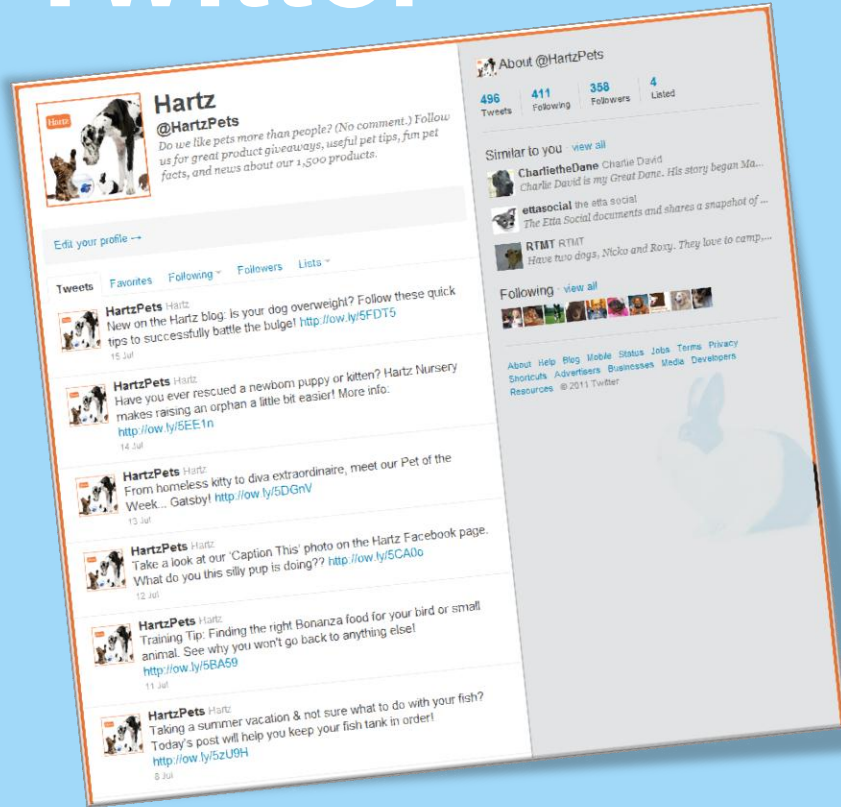 Twitter
Hartz
Hartz
@HartzPets
Do we like pets more than people? (No comment.) Follow
us for great product giveaways, useful pet tips, fun pet
facts, and news about our 1,500 products.
Edit your profile →
Tweets Favorites Following Followers Lists
HartzPets Hartz
New on the Hartz blog: is your dog overweight? Follow these quick
tips to successfully battle the bulge! http://ow.ly/5FDT5
15 Jul
HartzPets Hartz
Have you ever rescued a newborn puppy or kitten? Hartz Nursery
makes raising an orphan a little bit easier! More info:
http://ow.ly/5EE1n
14 Jul
HartzPets Hartz
From homeless kitty to diva extraordinaire, meet our Pet of the
Week... Gatsby! http://ow.ly/5DGnV
13 Jul
HartzPets Hartz
Take a look at our 'Caption This' photo on the Hartz Facebook page.
What do you this silly pup is doing?? http://ow.ly/5CA0o
12 Jul
HartzPets Hartz
Training Tip: Finding the right Bonanza food for your bird or small
animal. See why you won't go back to anything else!
http://ow.ly/5BA59
11 Jul
HartzPets Hartz
Taking a summer vacation & not sure what to do with your fish?
Today's post will help you keep your fish tank in order!
http://ow.ly/5zU9H
8 Jul
About @HartzPets
496 411 358 4
Tweets Following Followers Listed
Similar to you · view all
CharlietheDane Charlie David
Charlie David is my Great Dane. His story began Ma...
ettasocial the etta social
The Etta Social documents and shares a snapshot of ...
RTMT RTMT
Have two dogs, Nicko and Roxy. They love to camp,...
Following · view all
About Help Blog Mobile Status Jobs Terms Privacy
Shortcuts Advertisers Businesses Media Developers
Resources © 2011 Twitter